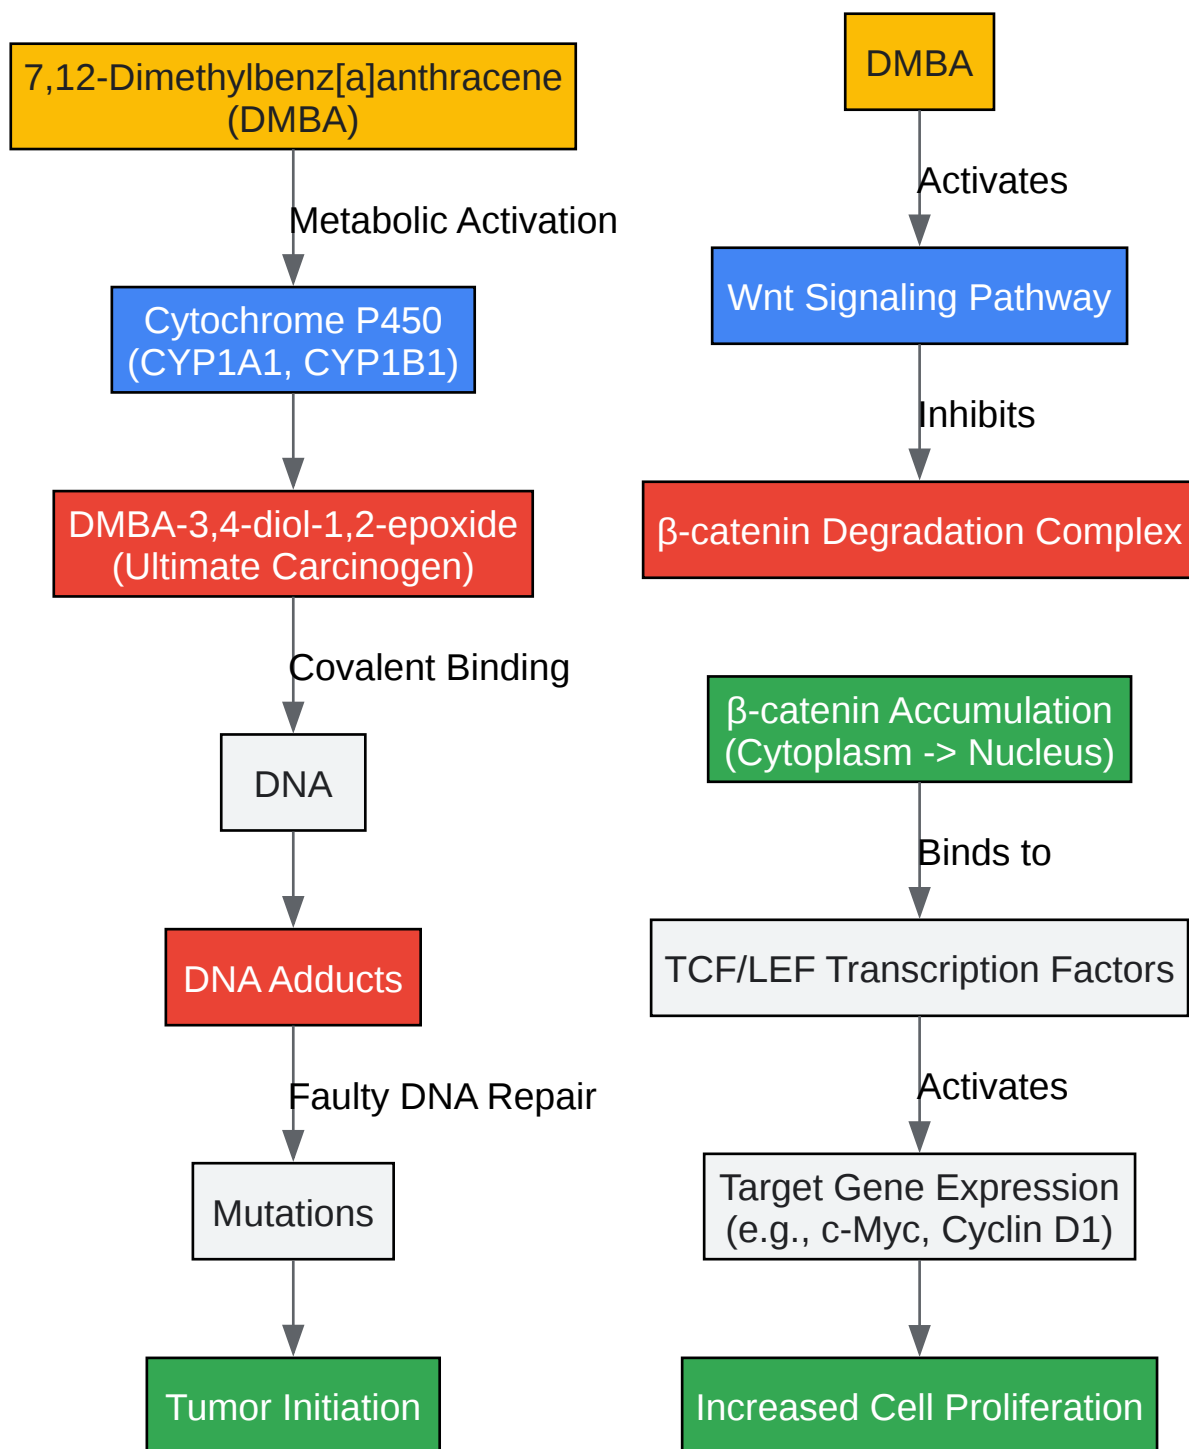 7,12-Dimethylbenz[a]anthracene
(DMBA)
Metabolic Activation
Cytochrome P450
(CYP1A1, CYP1B1)
DMBA-3,4-diol-1,2-epoxide
(Ultimate Carcinogen)
Covalent Binding
DNA
DNA Adducts
Faulty DNA Repair
Mutations
Tumor Initiation
DMBA
Activates
Wnt Signaling Pathway
Inhibits
β-catenin Degradation Complex
β-catenin Accumulation
(Cytoplasm -> Nucleus)
Binds to
TCF/LEF Transcription Factors
Activates
Target Gene Expression
(e.g., c-Myc, Cyclin D1)
Increased Cell Proliferation